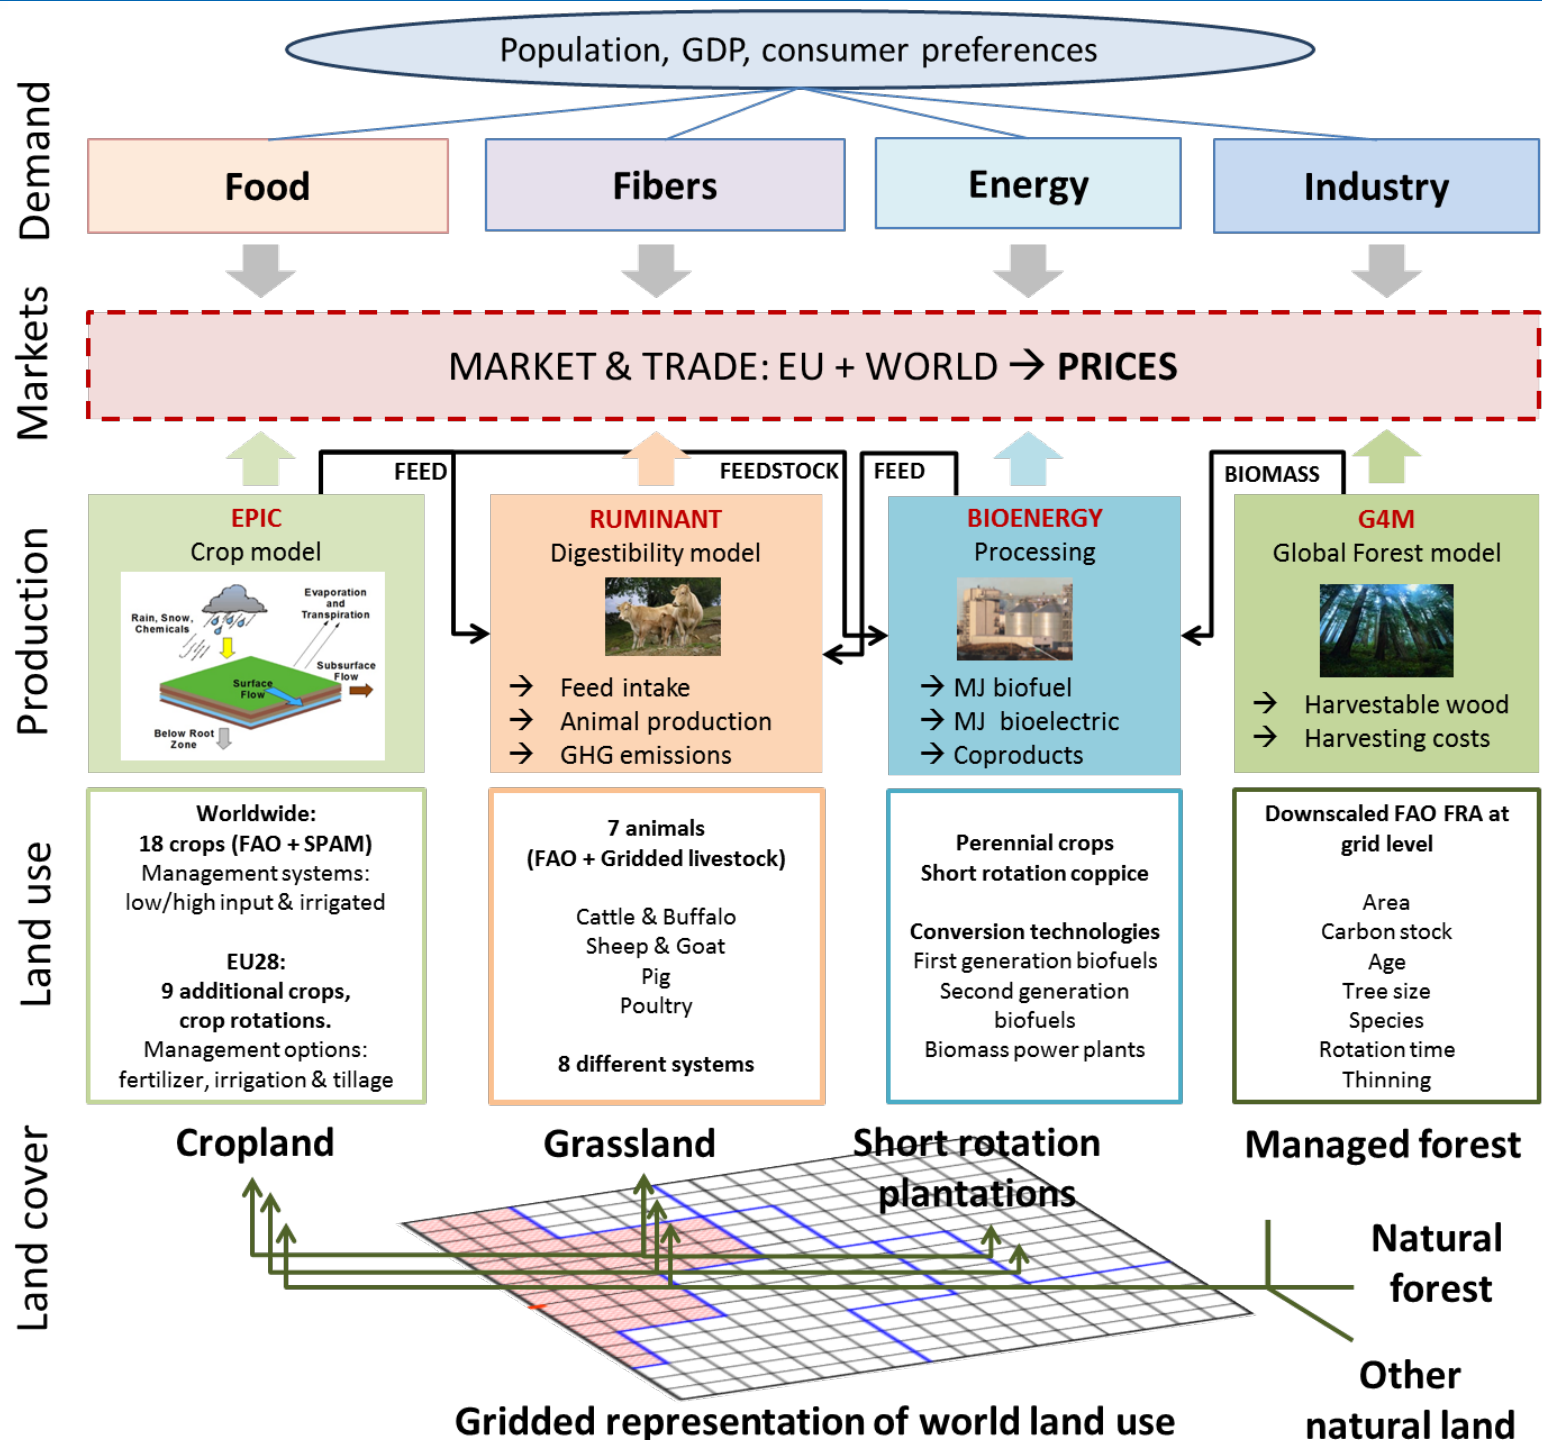 Population, GDP, consumer preferences
Demand
Food
Fibers
Energy
Industry
Markets
MARKET & TRADE: EU + WORLD → PRICES
FEED
FEEDSTOCK
FEED
BIOMASS
Production
EPIC
Crop model
Rain, Snow,
Chemicals
Evaporation
and
Transpiration
Subsurface
Flow
Surface
Flow
Below Root
Zone
RUMINANT
Digestibility model
→ Feed intake
→ Animal production
→ GHG emissions
BIOENERGY
Processing
→ MJ biofuel
→ MJ bioelectric
→ Coproducts
G4M
Global Forest model
→ Harvestable wood
→ Harvesting costs
Land use
Worldwide:
18 crops (FAO + SPAM)
Management systems:
low/high input & irrigated
EU28:
9 additional crops,
crop rotations.
Management options:
fertilizer, irrigation & tillage
7 animals
(FAO + Gridded livestock)
Cattle & Buffalo
Sheep & Goat
Pig
Poultry
8 different systems
Perennial crops
Short rotation coppice
Conversion technologies
First generation biofuels
Second generation
biofuels
Biomass power plants
Downscaled FAO FRA at
grid level
Area
Carbon stock
Age
Tree size
Species
Rotation time
Thinning
Land cover
Cropland
Grassland
Short rotation
plantations
Managed forest
Natural
forest
Other
natural land
Gridded representation of world land use